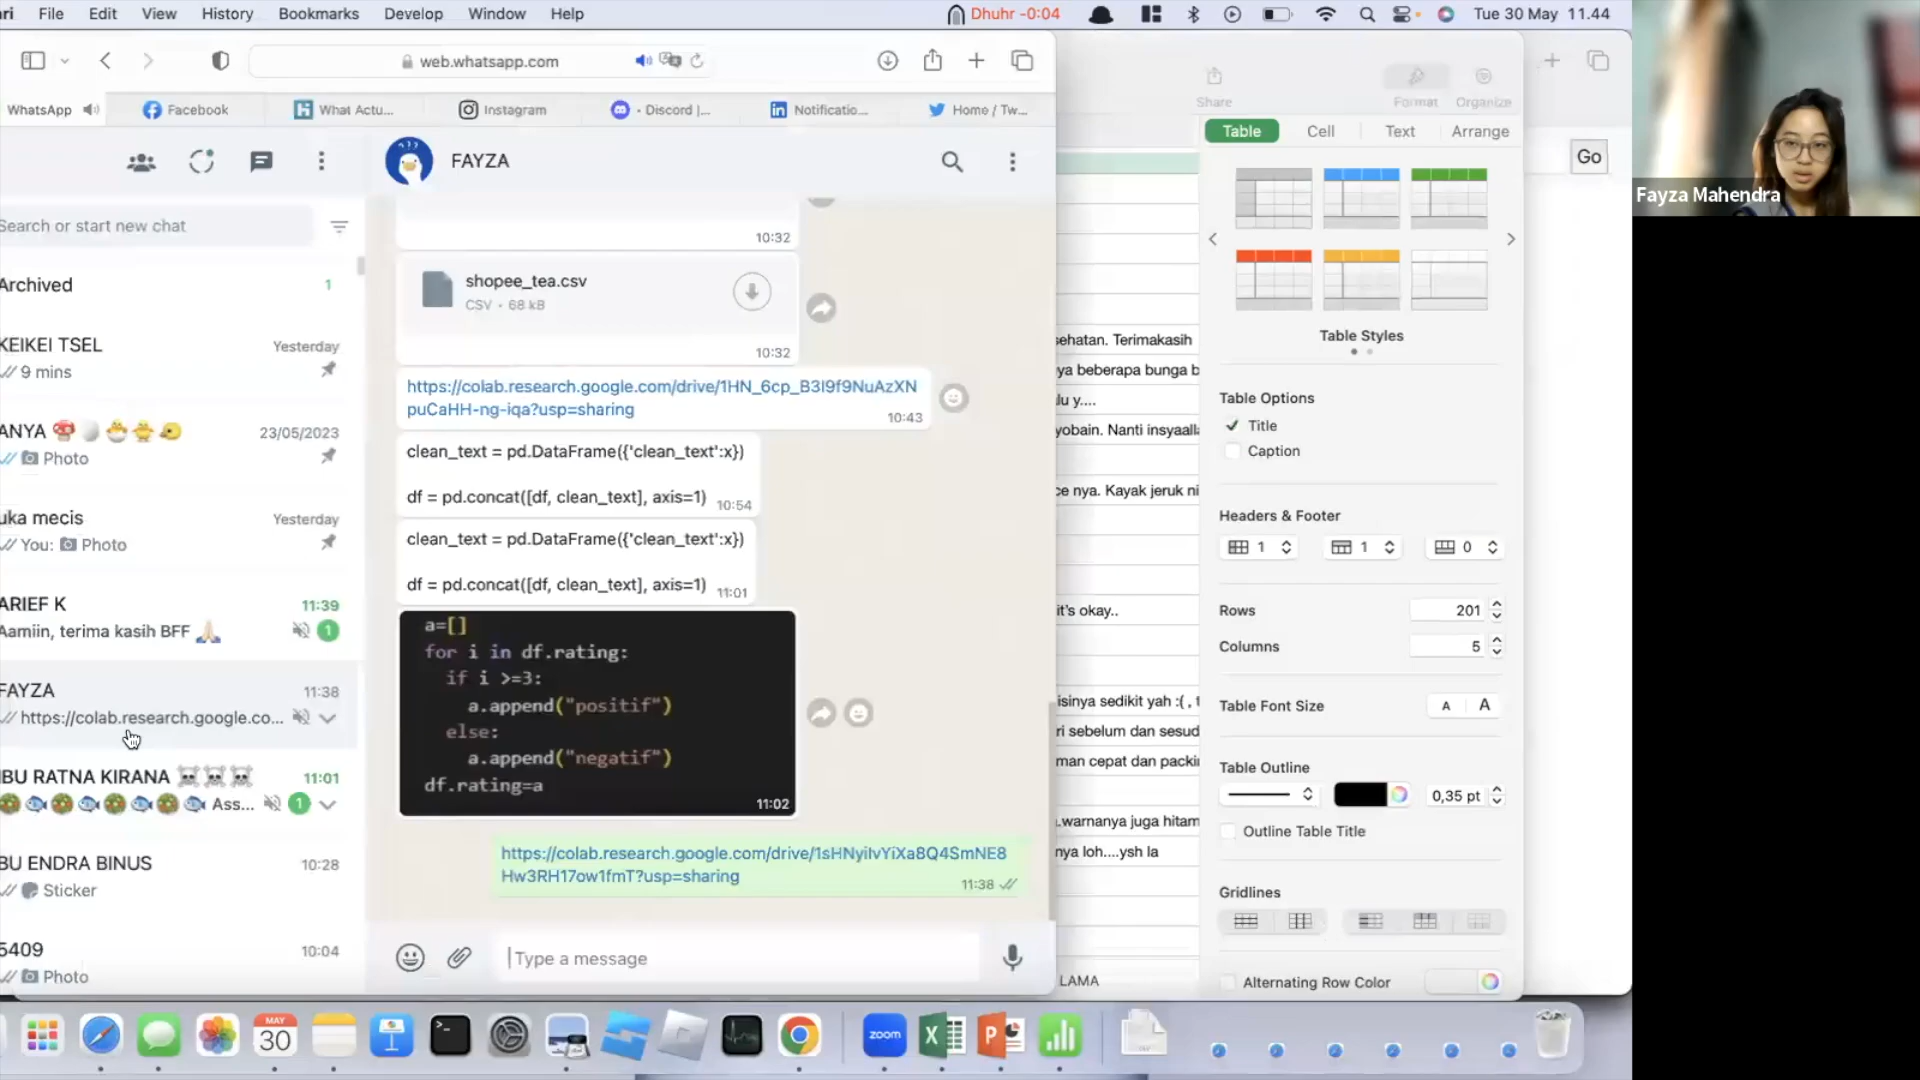 File Edit View History Bookmarks Develop Window Help
Dhuhr -0:04
Tue 30 May 11.44
web.whatsapp.com
WhatsApp
Facebook
What Actu...
Instagram
- Discord |...
Notificatio...
Home / Tw...
FAYZA
Search or start new chat
Archived
1
KEIKEI TSEL
Yesterday
9 mins
ANYA
23/05/2023
Photo
uka mecis
Yesterday
You: Photo
ARIEF K
11:39
Aamiin, terima kasih BFF
1
FAYZA
11:38
https://colab.research.google.co...
IBU RATNA KIRANA
11:01
Ass...
1
BU ENDRA BINUS
10:28
Sticker
5409
10:04
Photo
10:32
shopee_tea.csv
CSV • 68 kB
10:32
https://colab.research.google.com/drive/1HN_6cp_B3I9f9NuAzXN
puCaHH-ng-iqa?usp=sharing
10:43
clean_text = pd.DataFrame({'clean_text':x})
df = pd.concat([df, clean_text], axis=1)
10:54
clean_text = pd.DataFrame({'clean_text':x})
df = pd.concat([df, clean_text], axis=1)
11:01
a=[]
for i in df.rating:
if i >=3:
a.append("positif")
else:
a.append("negatif")
df.rating=a
11:02
https://colab.research.google.com/drive/1sHNyiIvYiXa8Q4SmNE8
Hw3RH17ow1fmT?usp=sharing
11:38
Type a message
sehatan. Terimakasih
ya beberapa bunga b
lu y....
yobain. Nanti insyaall
ce nya. Kayak jeruk ni
it's okay..
isinya sedikit yah :( , t
ri sebelum dan sesud
man cepat dan packi
.warnanya juga hitam
nya loh....ysh la
LAMA
Share
Format
Organize
Table
Cell
Text
Arrange
Table Styles
Table Options
Title
Caption
Headers & Footer
1
1
0
Rows
201
Columns
5
Table Font Size
A
A
Table Outline
0,35 pt
Outline Table Title
Gridlines
Alternating Row Color
Go
Fayza Mahendra
MAY
30
zoom